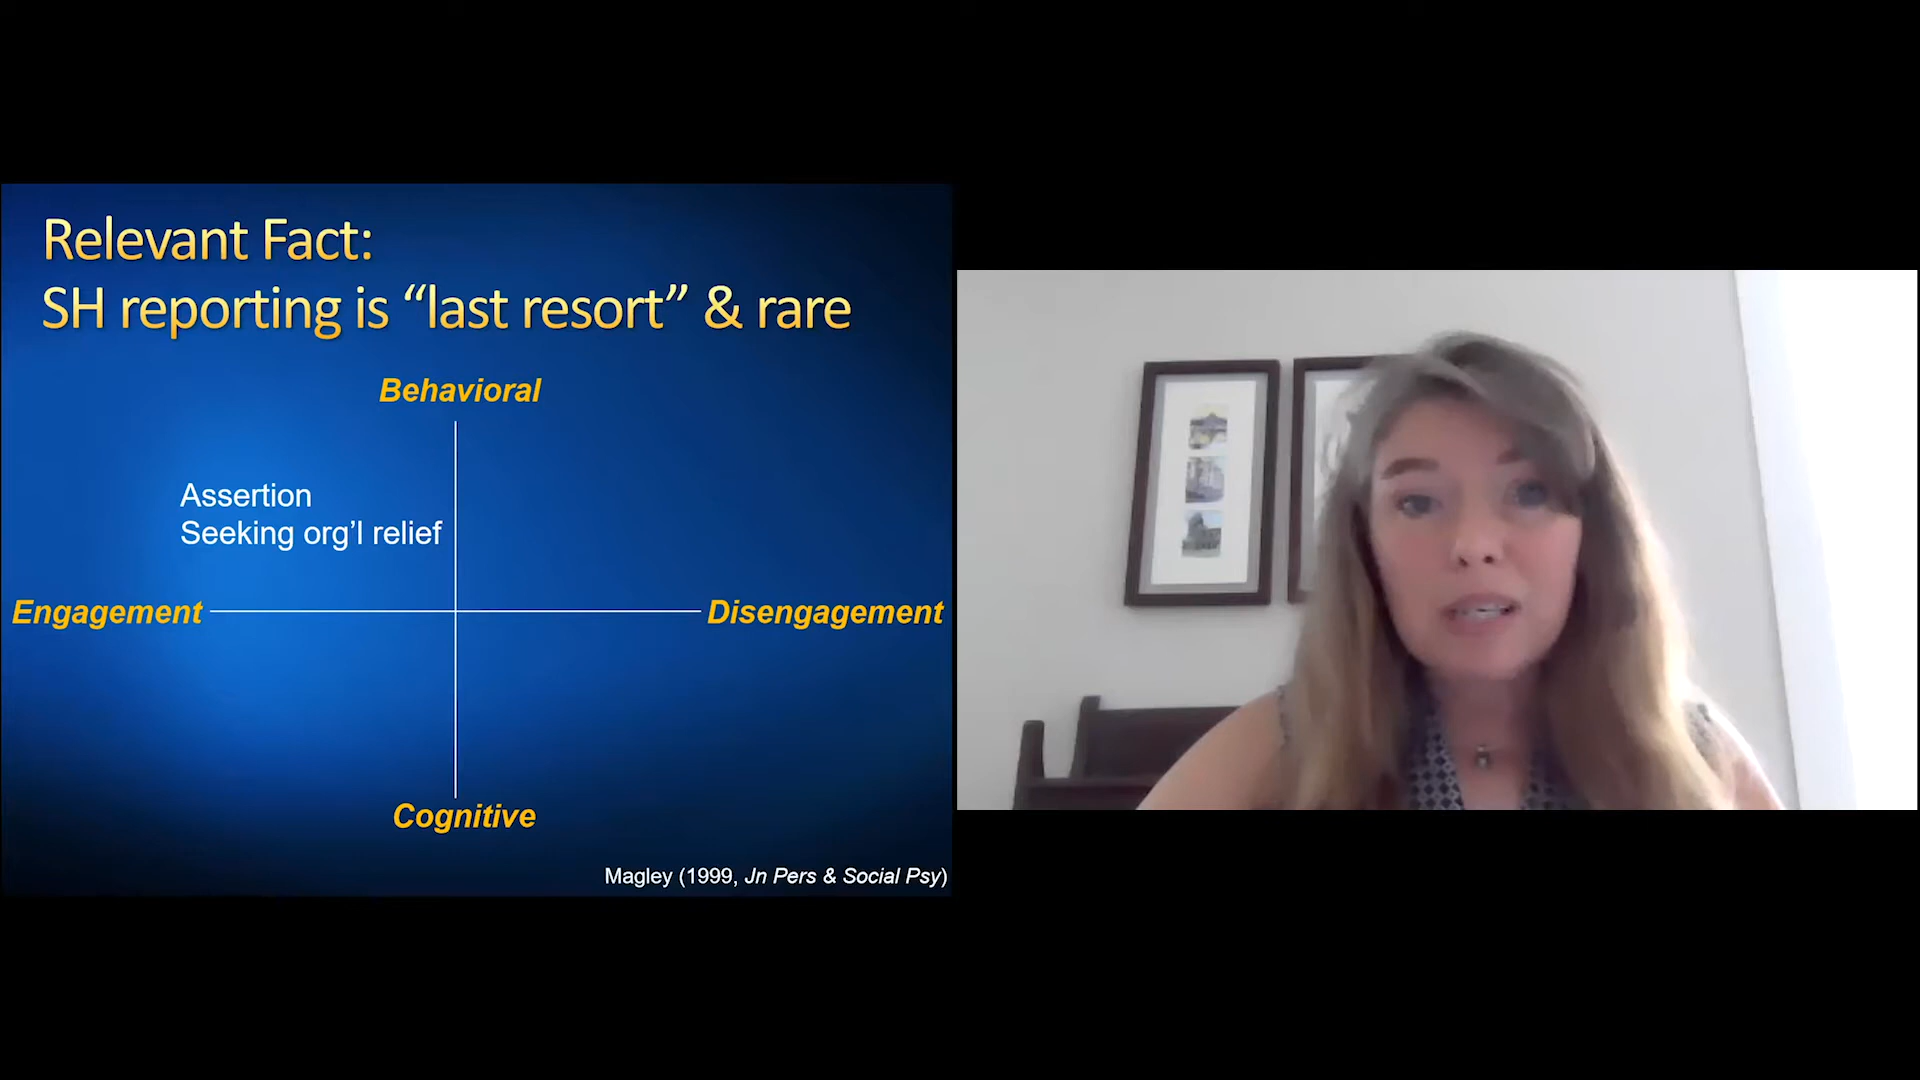 Relevant Fact:
SH reporting is “last resort” & rare
Behavioral
Assertion
Seeking org’l relief
Engagement
Disengagement
Cognitive
Magley (1999, Jn Pers & Social Psy)